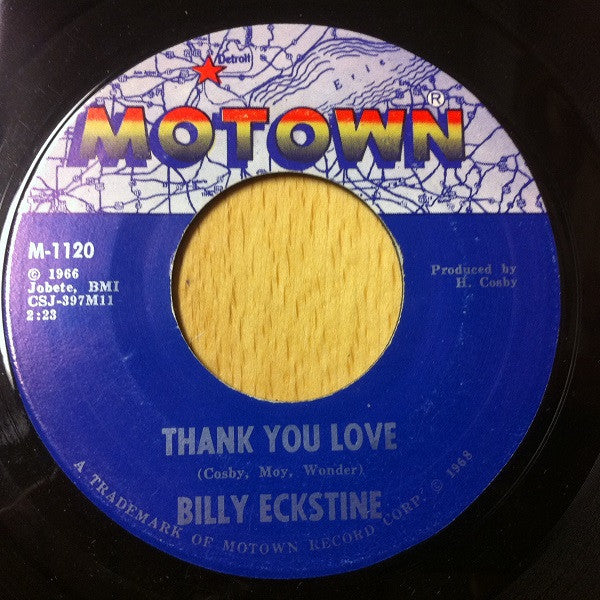 Detroit
Erie
MOTOWN®
M-1120
© 1966
Jobete, BMI
CSJ-397M11
2:23
Produced by
H. Cosby
THANK YOU LOVE
(Cosby, Moy, Wonder)
BILLY ECKSTINE
A TRADEMARK OF MOTOWN RECORD CORP. © 1968